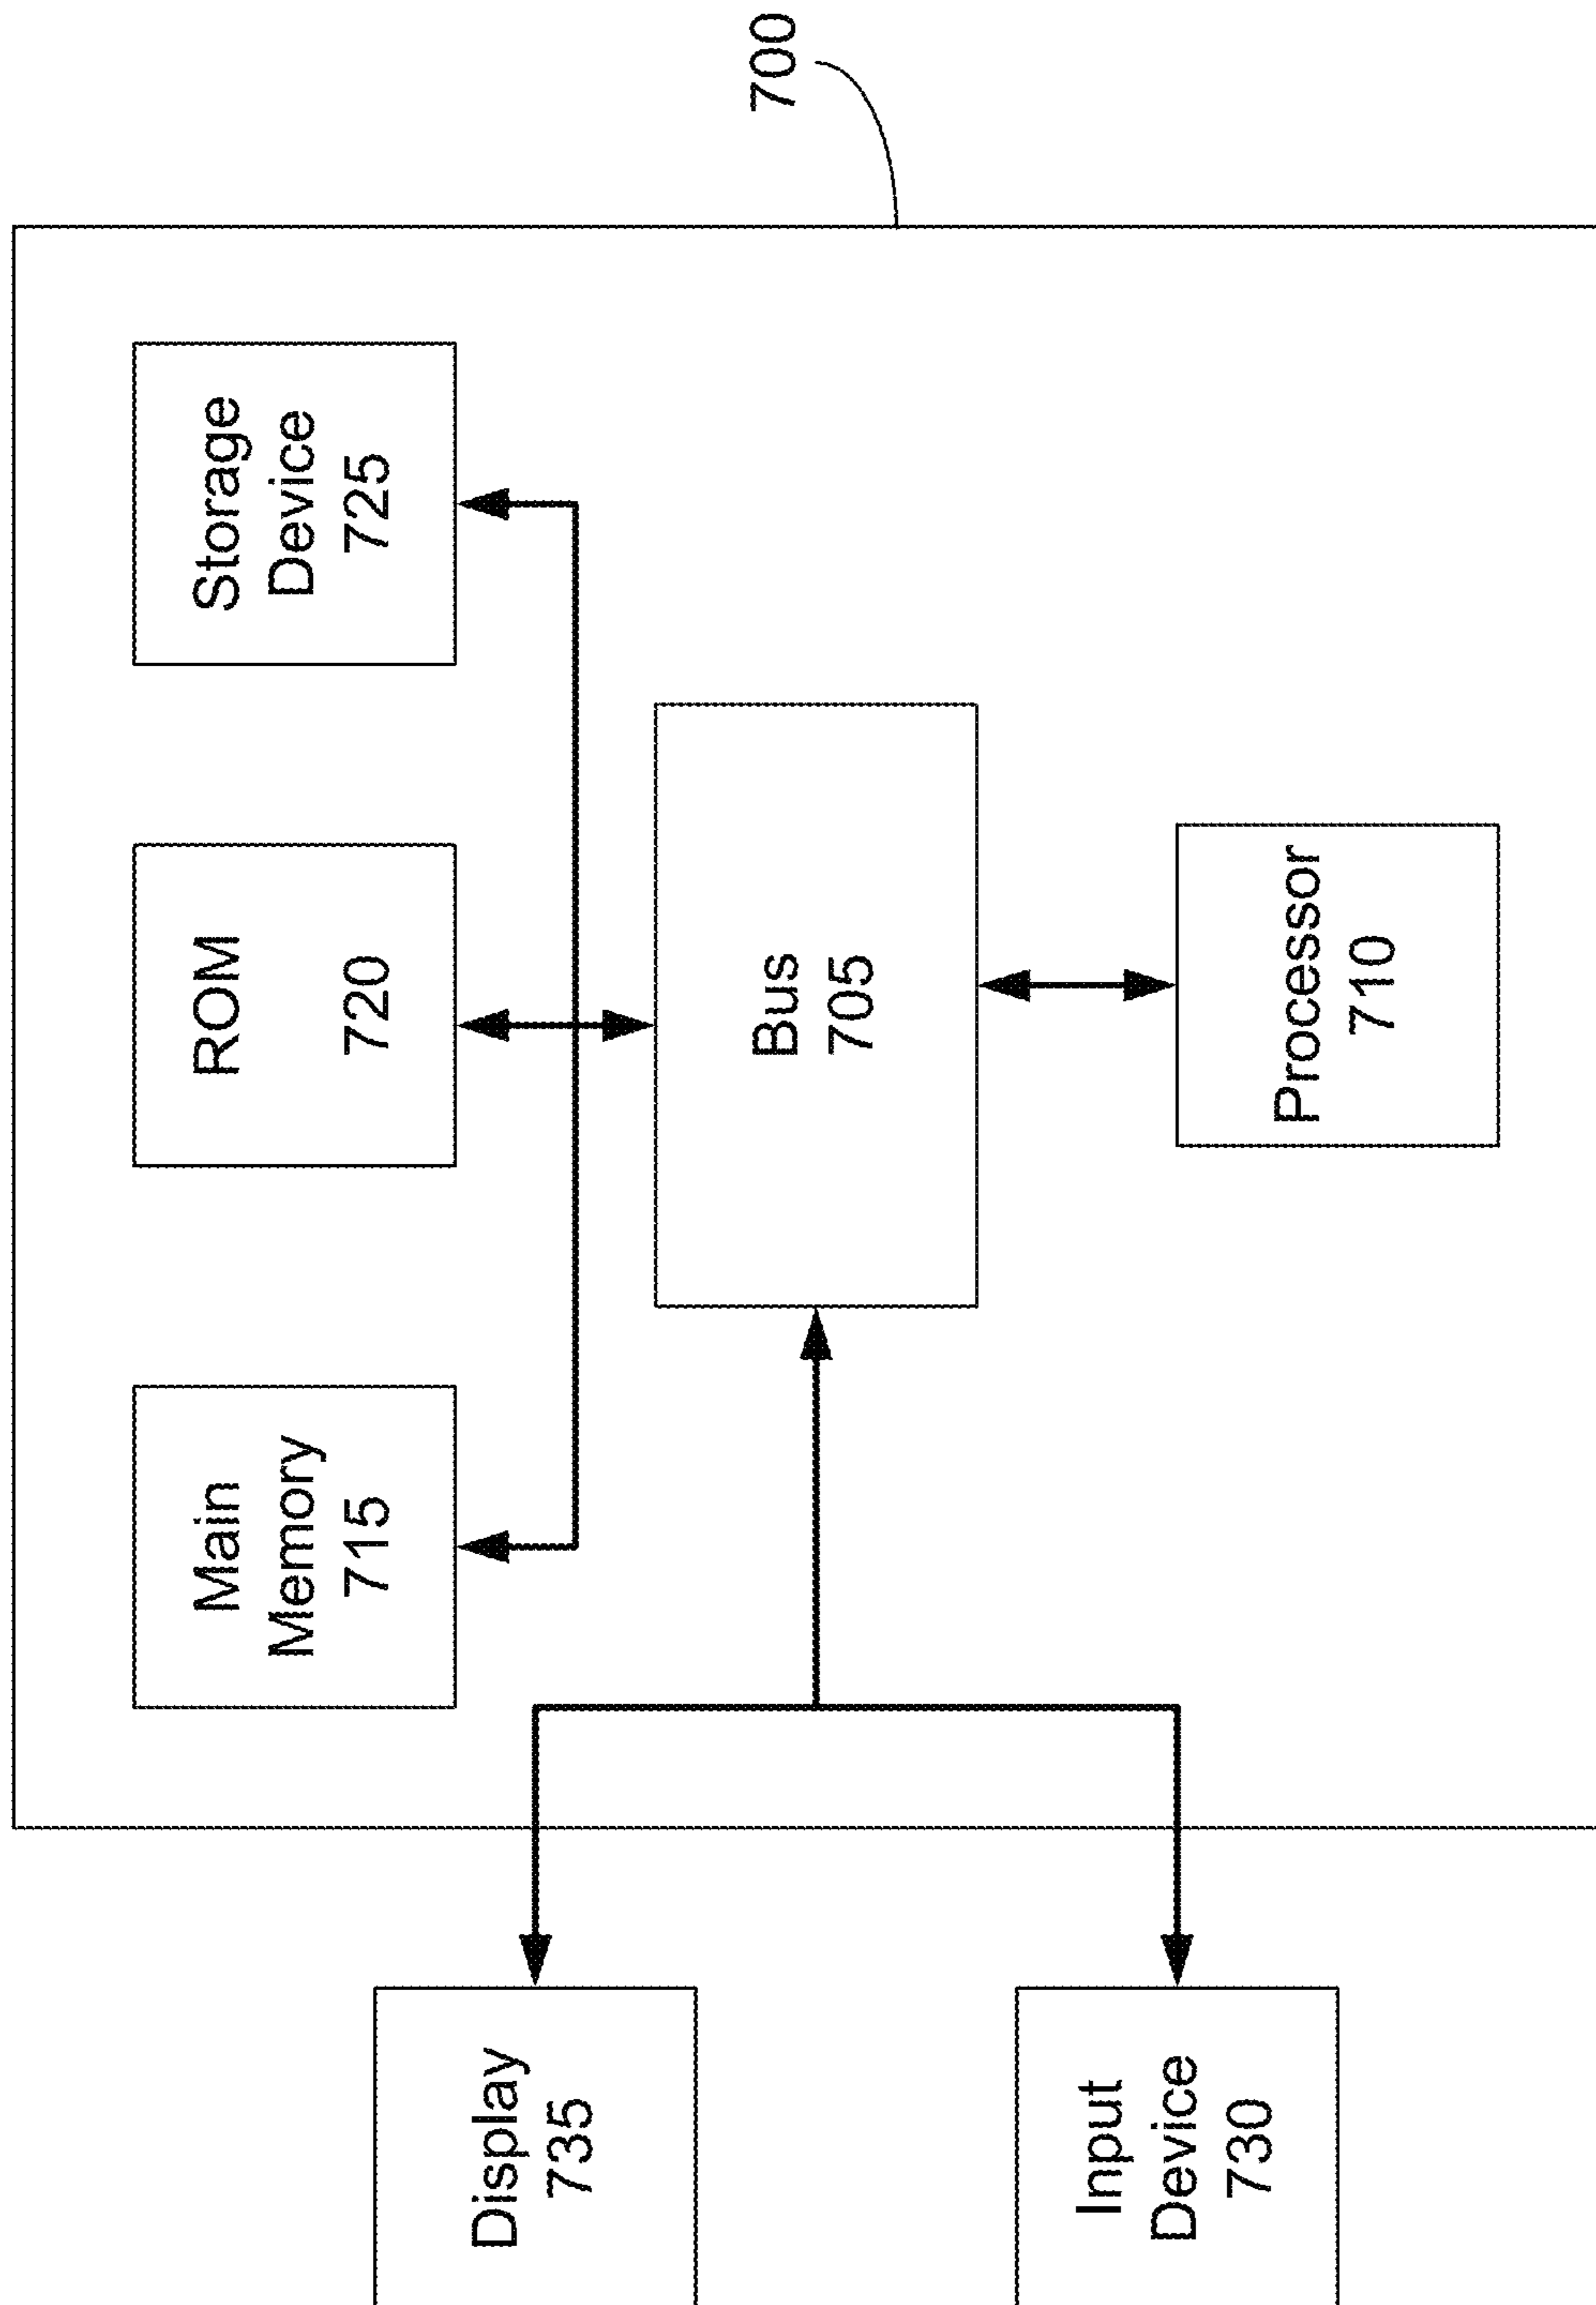 Display
735
Input
Device
730
Main
Memory
715
ROM
720
Storage
Device
725
Bus
705
Processor
710
700